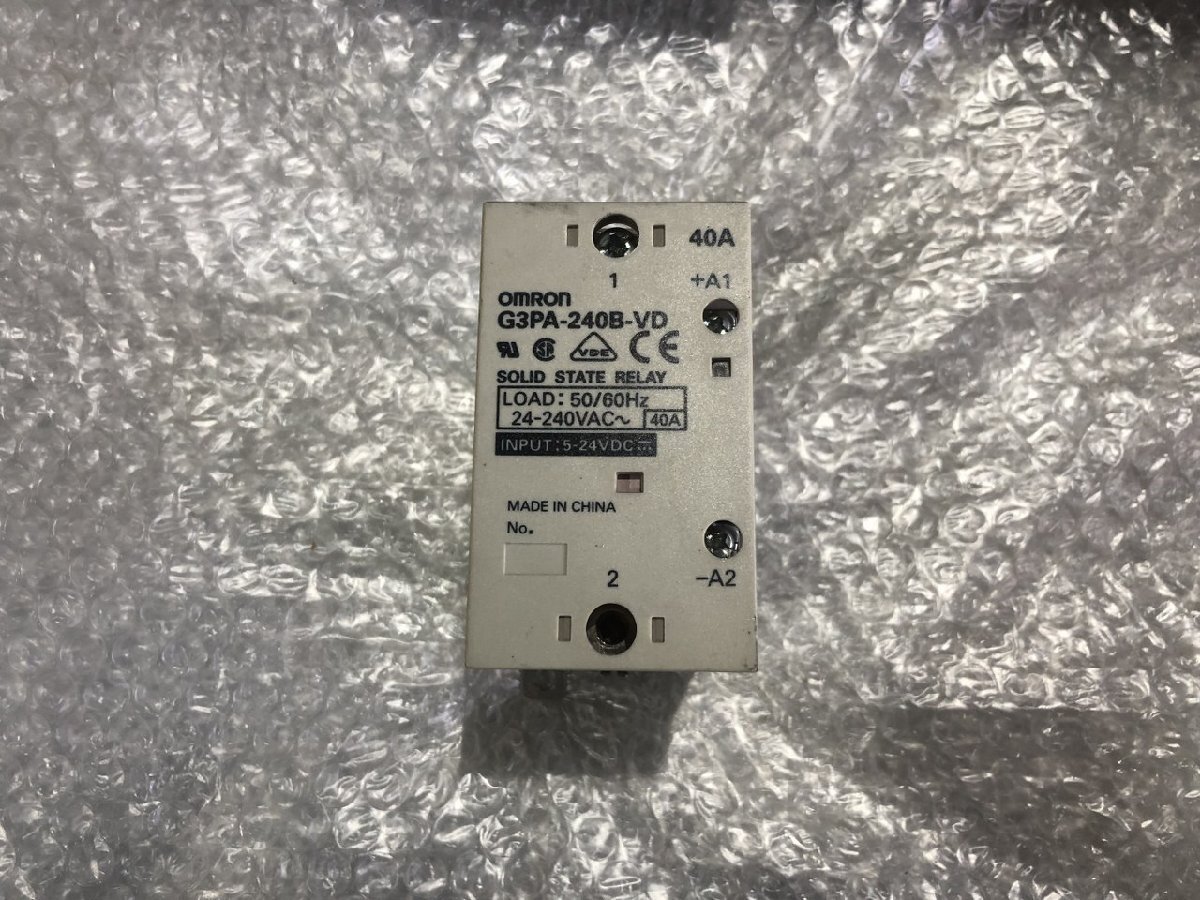 40A
1
+A1
omron
G3PA-240B-VD
VDE CE
SOLID STATE RELAY
LOAD: 50/60Hz
24-240VAC~ 40A
INPUT:5-24VDC⎓
MADE IN CHINA
No.
2
-A2